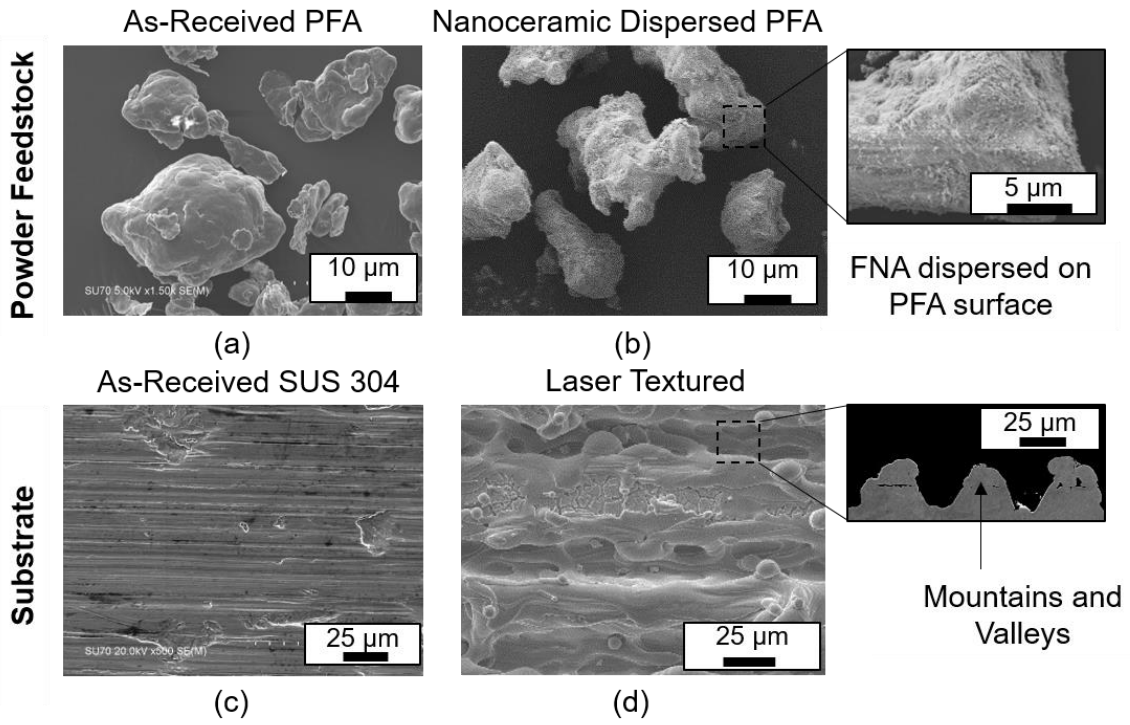 As-Received PFA
Nanoceramic Dispersed PFA
Powder Feedstock
SU70 5.0kV x1.50k SE(M)
10 µm
10 µm
5 µm
FNA dispersed on
PFA surface
(a)
(b)
As-Received SUS 304
Laser Textured
Substrate
SU70 20.0kV x500 SE(M)
25 µm
25 µm
25 µm
Mountains and
Valleys
(c)
(d)